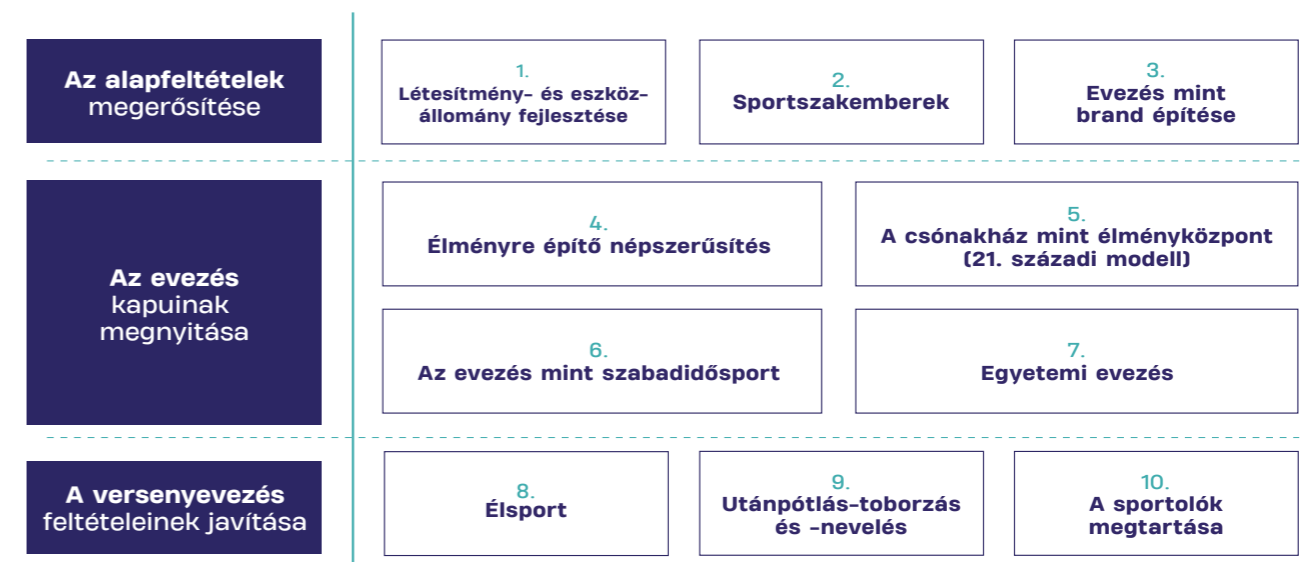 Az alapfeltételek
megerősítése
1.
Létesítmény- és eszköz-
állomány fejlesztése
2.
Sportszakemberek
3.
Evezés mint
brand építése
Az evezés
kapuinak
megnyitása
4.
Élményre építő népszerűsítés
5.
A csónakház mint élményközpont
(21. századi modell)
6.
Az evezés mint szabadidősport
7.
Egyetemi evezés
A versenyevezés
feltételeinek javítása
8.
Élsport
9.
Utánpótlás-toborzás
és -nevelés
10.
A sportolók
megtartása